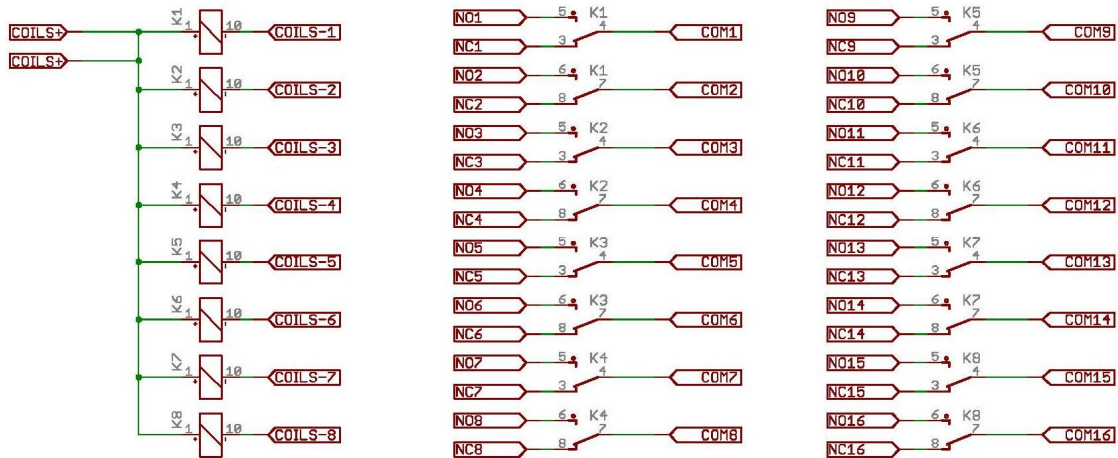 COILS+
COILS+
K1 1 10 COILS-1
K2 1 10 COILS-2
K3 1 10 COILS-3
K4 1 10 COILS-4
K5 1 10 COILS-5
K6 1 10 COILS-6
K7 1 10 COILS-7
K8 1 10 COILS-8
NO1 5 K1
NC1 3 4 COM1
NO2 6 K1
NC2 8 7 COM2
NO3 5 K2
NC3 3 4 COM3
NO4 6 K2
NC4 8 7 COM4
NO5 5 K3
NC5 3 4 COM5
NO6 6 K3
NC6 8 7 COM6
NO7 5 K4
NC7 3 4 COM7
NO8 6 K4
NC8 8 7 COM8
NO9 5 K5
NC9 3 4 COM9
NO10 6 K5
NC10 8 7 COM10
NO11 5 K6
NC11 3 4 COM11
NO12 6 K6
NC12 8 7 COM12
NO13 5 K7
NC13 3 4 COM13
NO14 6 K7
NC14 8 7 COM14
NO15 5 K8
NC15 3 4 COM15
NO16 6 K8
NC16 8 7 COM16